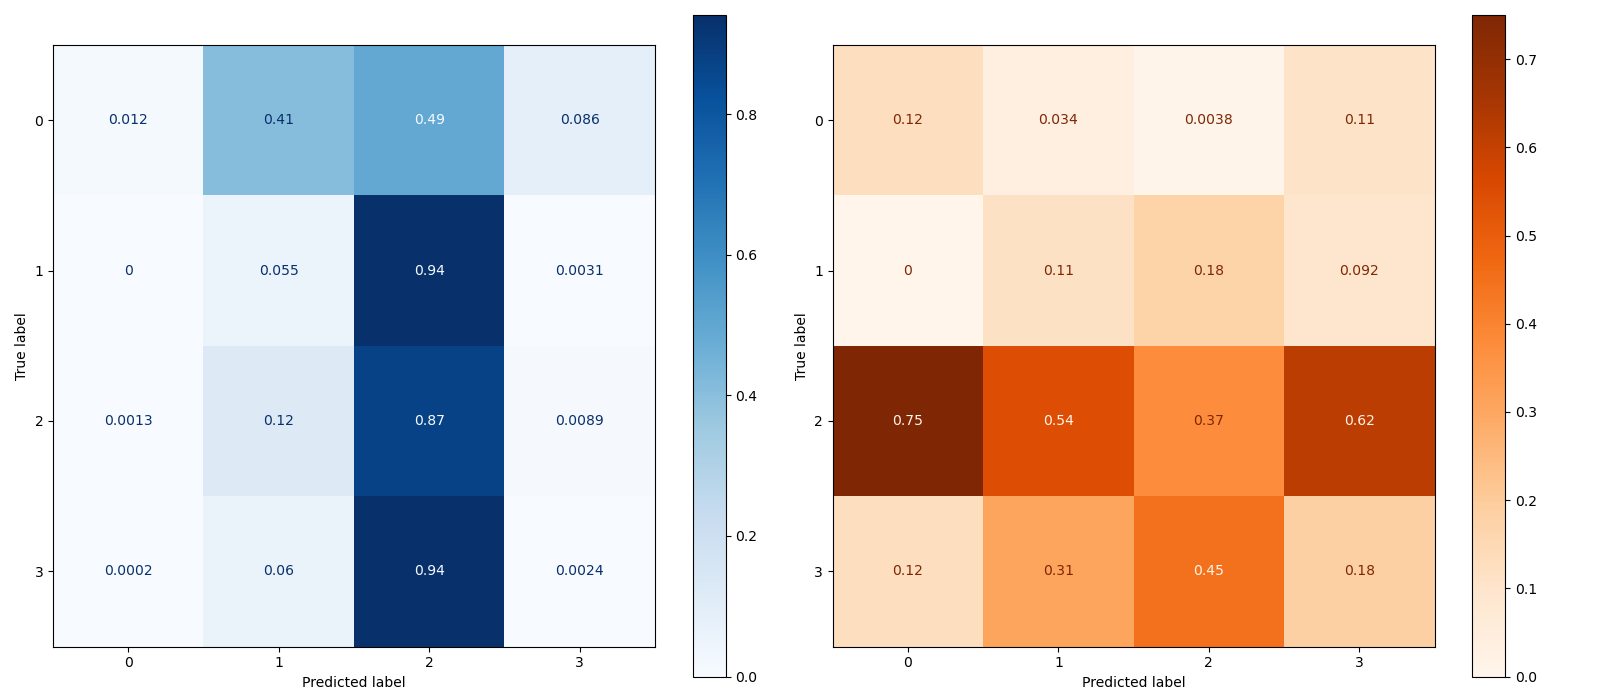 0 0.012 0.41 0.49 0.086
1 0 0.055 0.94 0.0031
2 0.0013 0.12 0.87 0.0089
3 0.0002 0.06 0.94 0.0024
0 1 2 3
Predicted label
True label
0.8
0.6
0.4
0.2
0.0
0 0.12 0.034 0.0038 0.11
1 0 0.11 0.18 0.092
2 0.75 0.54 0.37 0.62
3 0.12 0.31 0.45 0.18
0 1 2 3
Predicted label
True label
0.7
0.6
0.5
0.4
0.3
0.2
0.1
0.0